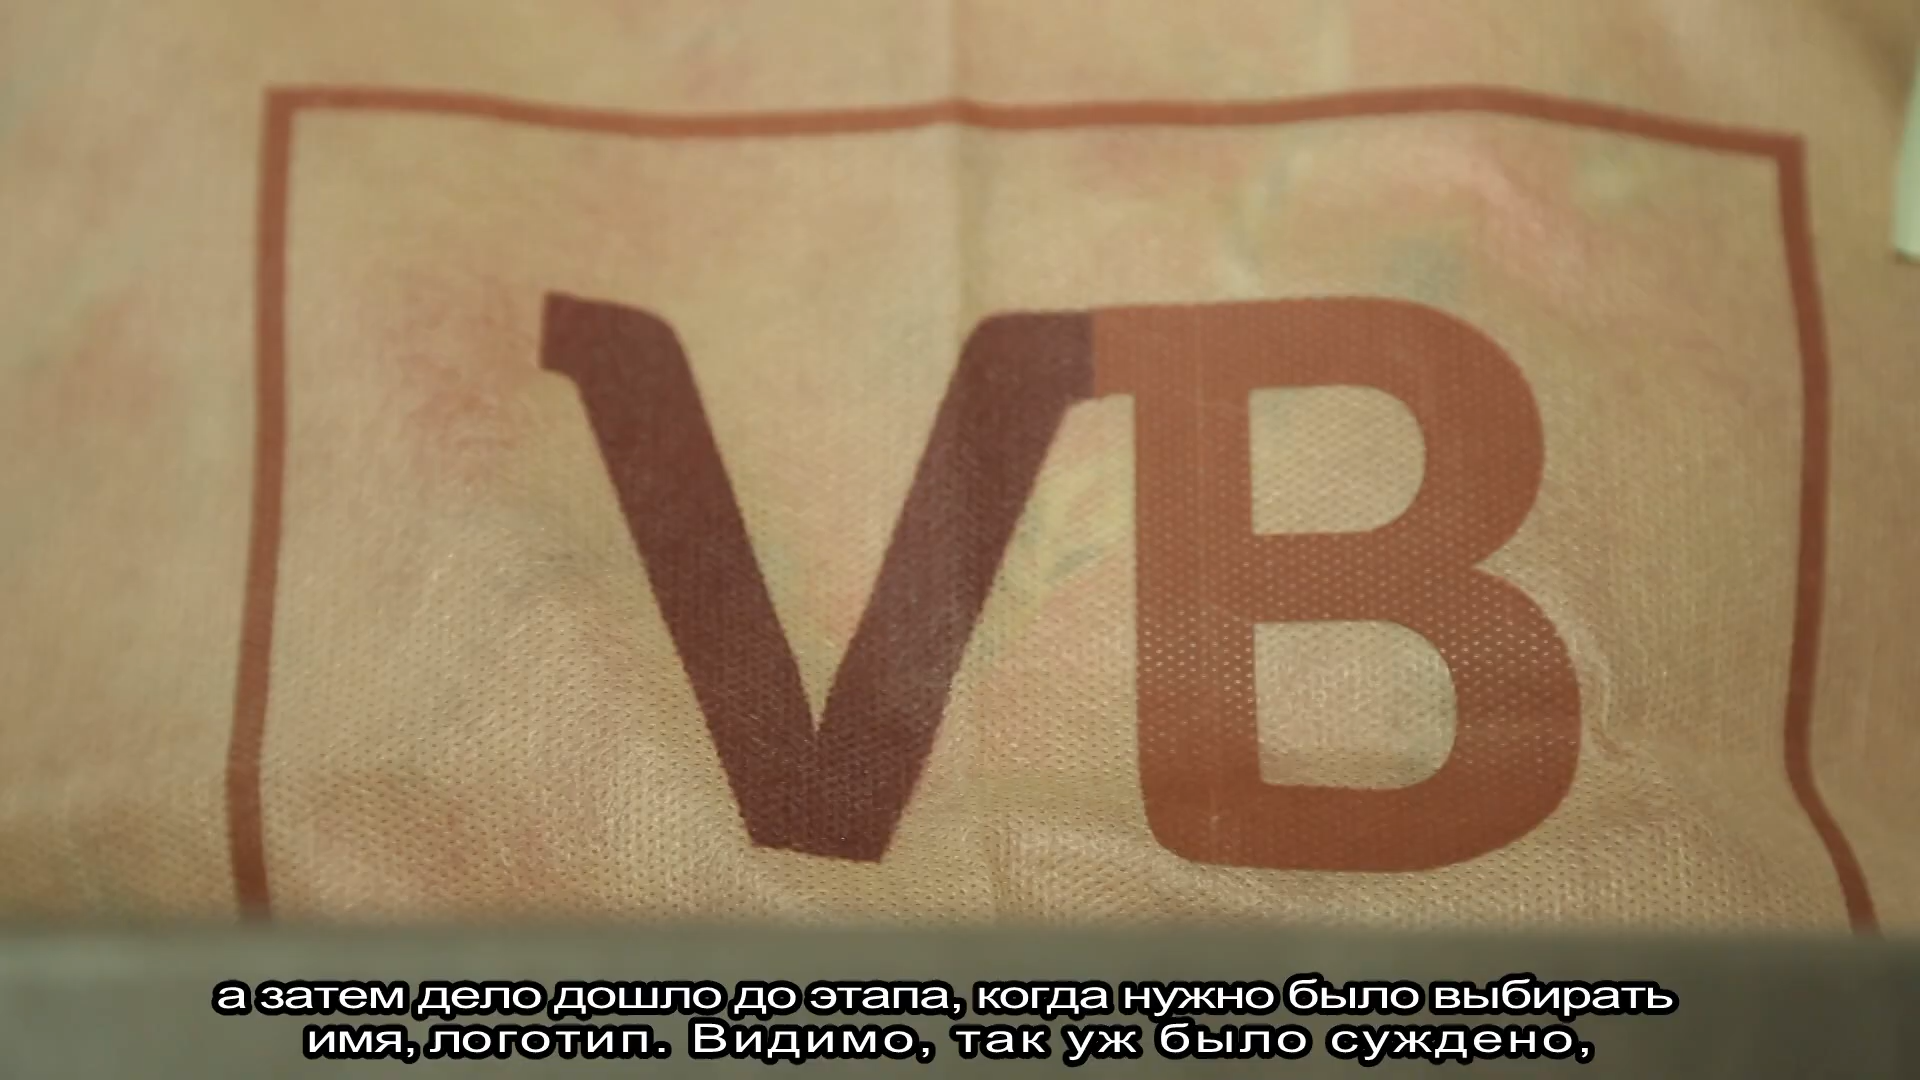 VB
а затем дело дошло до этапа, когда нужно было выбирать
имя, логотип. Видимо, так уж было суждено,